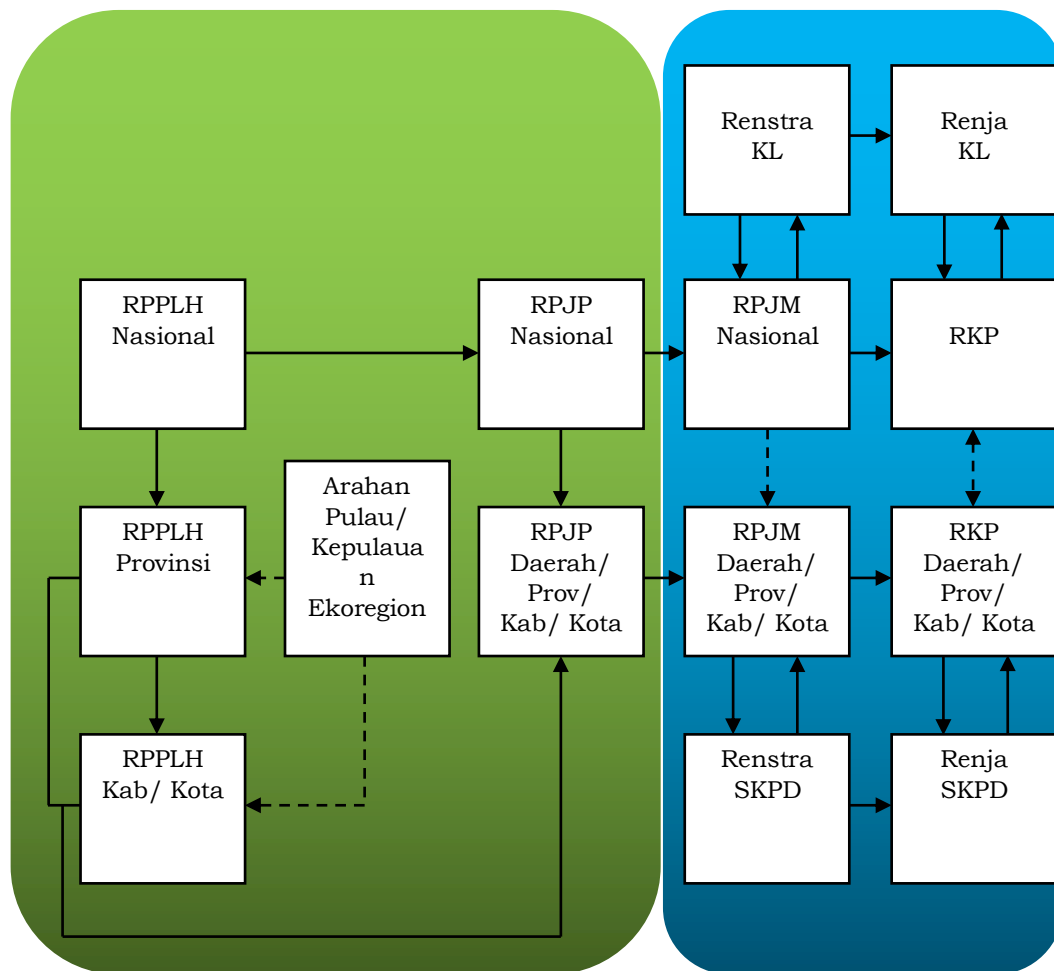 Renstra
KL
Renja
KL
RPPLH
Nasional
RPJP
Nasional
RPJM
Nasional
RKP
Arahan
Pulau/
Kepulaua
n
Ekoregion
RPPLH
Provinsi
RPJP
Daerah/
Prov/
Kab/ Kota
RPJM
Daerah/
Prov/
Kab/ Kota
RKP
Daerah/
Prov/
Kab/ Kota
RPPLH
Kab/ Kota
Renstra
SKPD
Renja
SKPD